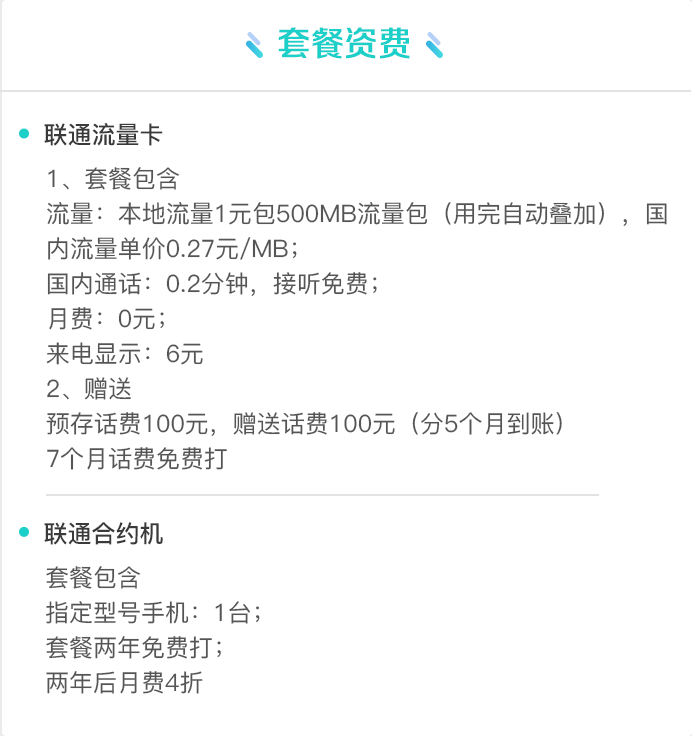 套餐资费
联通流量卡
1、套餐包含
流量：本地流量1元包500MB流量包（用完自动叠加），国
内流量单价0.27元/MB；
国内通话：0.2分钟，接听免费；
月费：0元；
来电显示：6元
2、赠送
预存话费100元，赠送话费100元（分5个月到账）
7个月话费免费打
联通合约机
套餐包含
指定型号手机：1台；
套餐两年免费打；
两年后月费4折